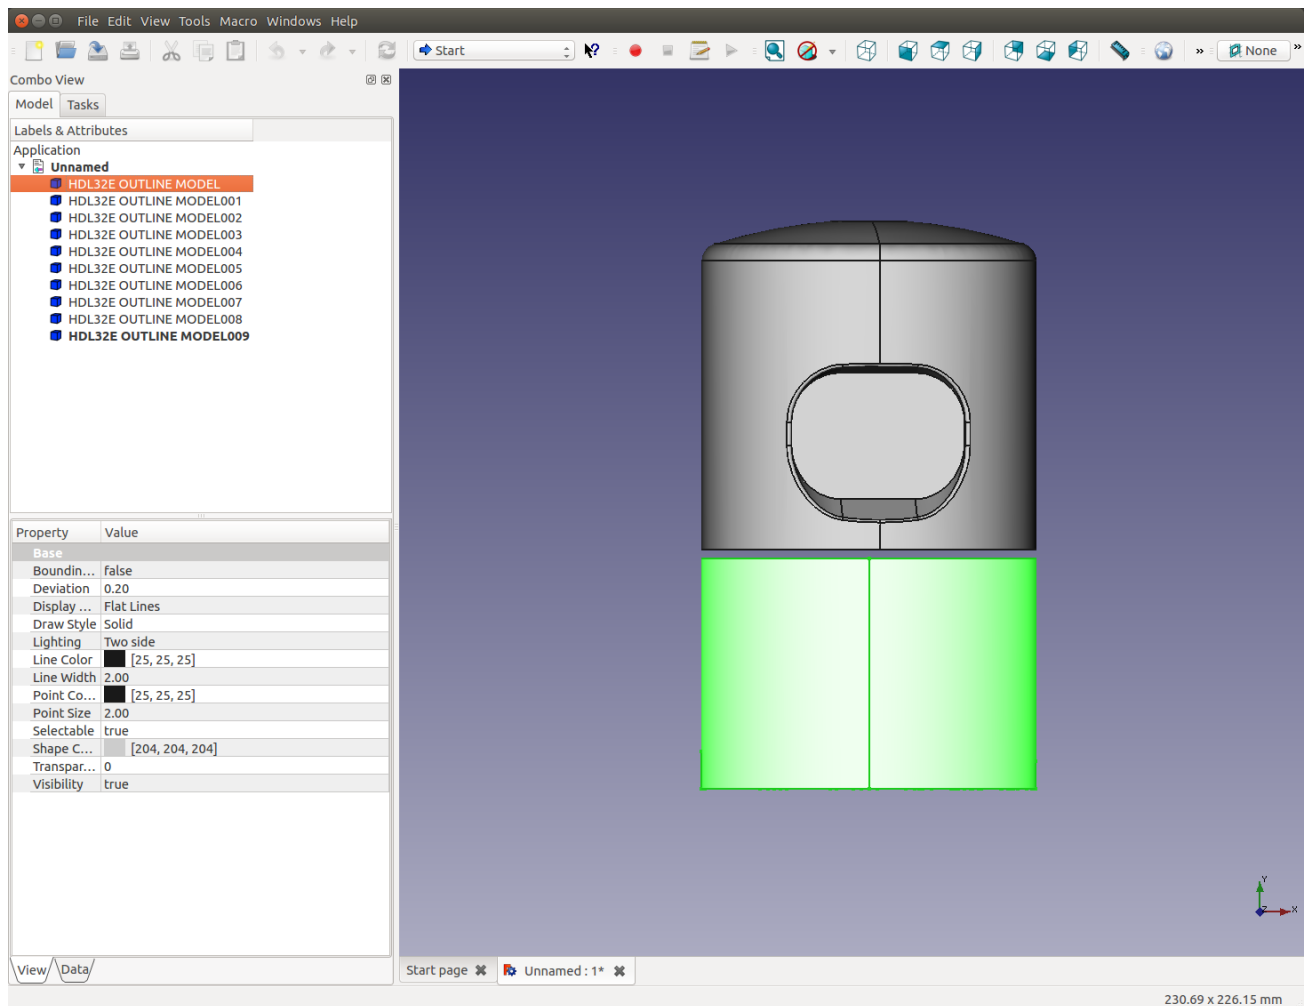 File Edit View Tools Macro Windows Help
Start
None
»
Combo View
Model Tasks
Labels & Attributes
Application
Unnamed
HDL32E OUTLINE MODEL
HDL32E OUTLINE MODEL001
HDL32E OUTLINE MODEL002
HDL32E OUTLINE MODEL003
HDL32E OUTLINE MODEL004
HDL32E OUTLINE MODEL005
HDL32E OUTLINE MODEL006
HDL32E OUTLINE MODEL007
HDL32E OUTLINE MODEL008
HDL32E OUTLINE MODEL009
Property Value
Base
Boundin... false
Deviation 0.20
Display ... Flat Lines
Draw Style Solid
Lighting Two side
Line Color [25, 25, 25]
Line Width 2.00
Point Co... [25, 25, 25]
Point Size 2.00
Selectable true
Shape C... [204, 204, 204]
Transpar... 0
Visibility true
Y
Z X
View Data
Start page Unnamed : 1*
230.69 x 226.15 mm